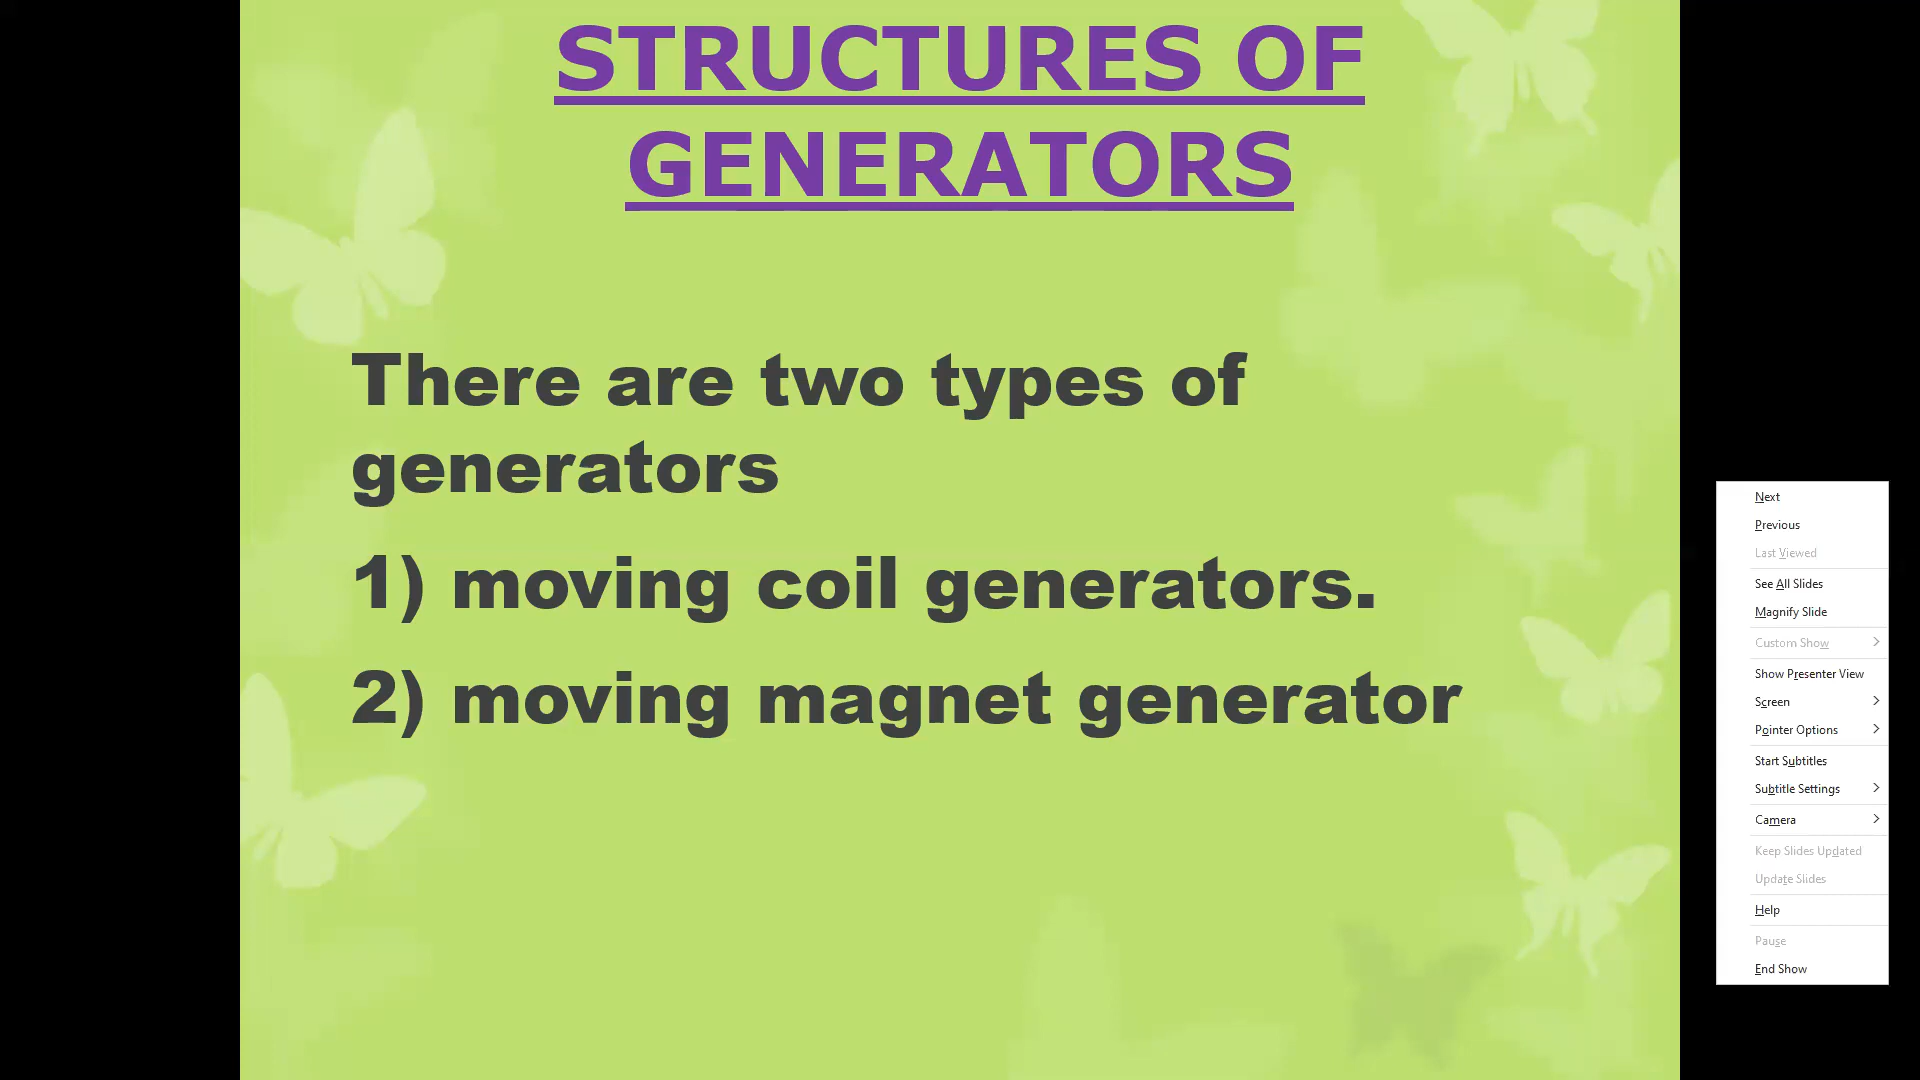 STRUCTURES OF
GENERATORS
There are two types of
generators
1) moving coil generators.
2) moving magnet generator
Next
Previous
Last Viewed
See All Slides
Magnify Slide
Custom Show
Show Presenter View
Screen
Pointer Options
Start Subtitles
Subtitle Settings
Camera
Keep Slides Updated
Update Slides
Help
Pause
End Show